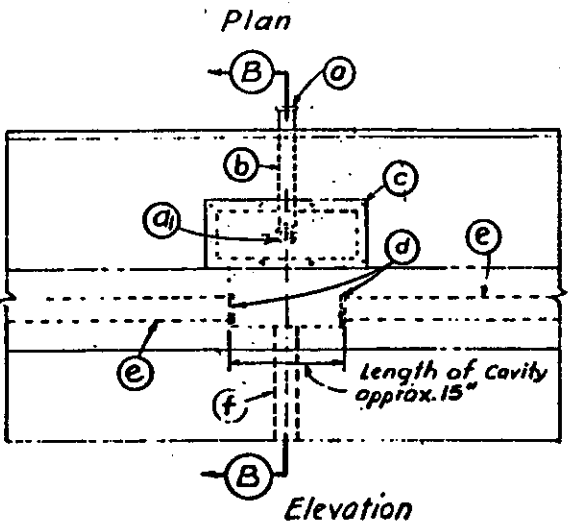 Plan
B
a
b
c
a1
d
e
e
Length of Cavity
approx. 15"
f
B
Elevation